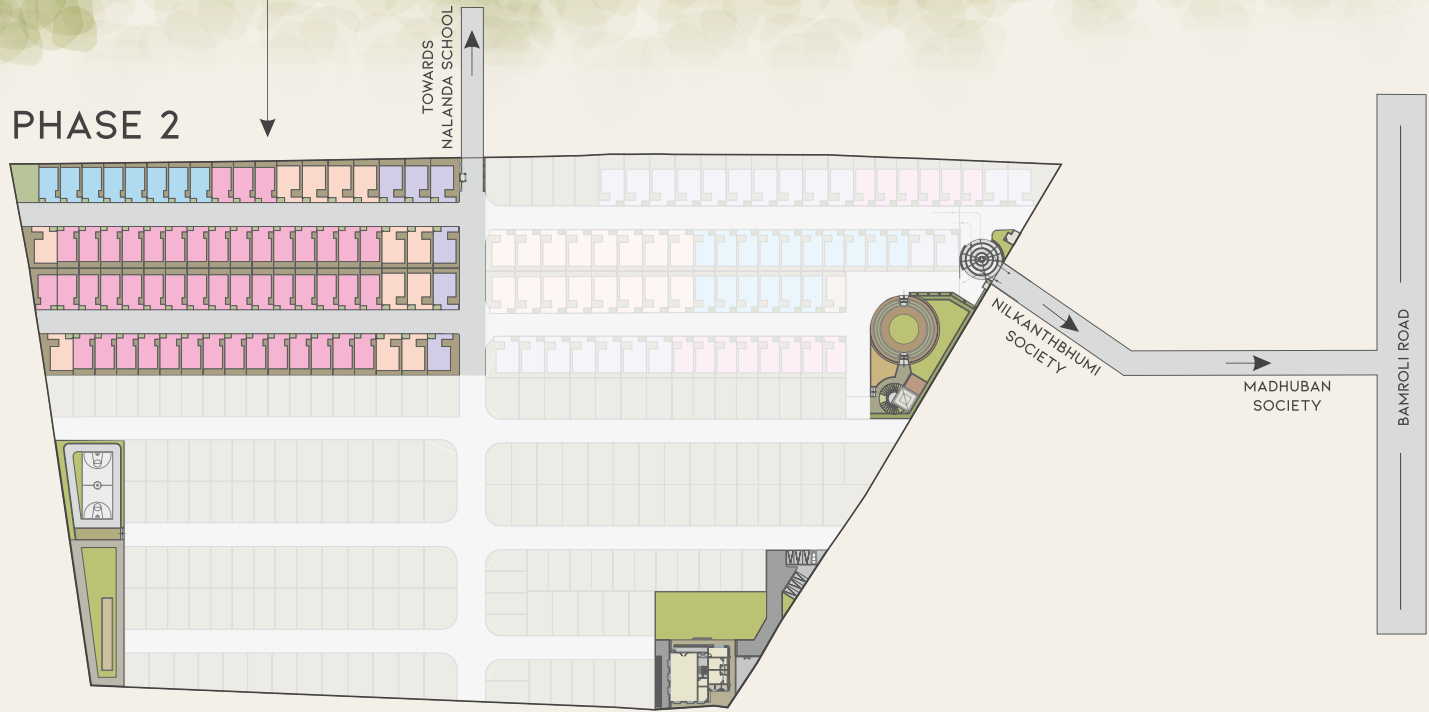 TOWARDS
NALANDA SCHOOL
PHASE 2
NILKANTHBHUMI
SOCIETY
MADHUBAN
SOCIETY
BAMROLI ROAD